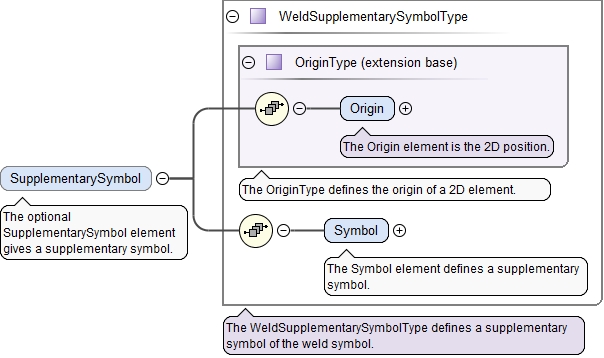 WeldSupplementarySymbolType
OriginType (extension base)
Origin
The Origin element is the 2D position.
SupplementarySymbol
The OriginType defines the origin of a 2D element.
The optional
SupplementarySymbol element
gives a supplementary symbol.
Symbol
The Symbol element defines a supplementary
symbol.
The WeldSupplementarySymbolType defines a supplementary
symbol of the weld symbol.